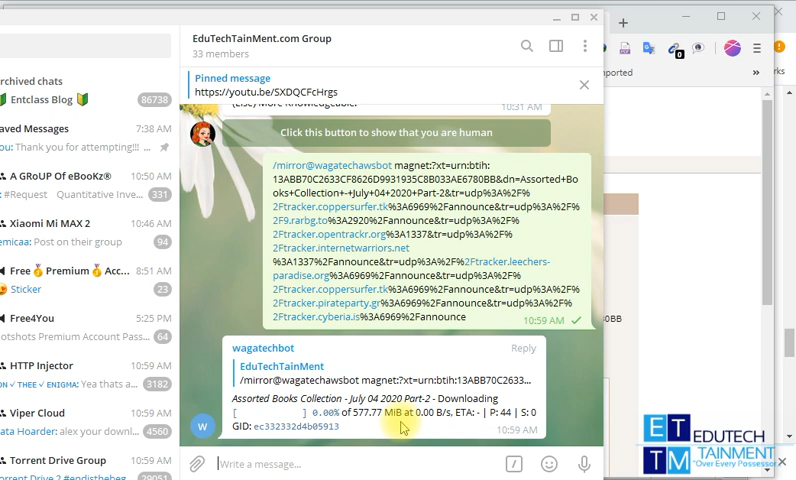 EduTechTainMent.com Group
33 members
Pinned message
https://youtu.be/SXDQCFcHrgs
10:31 AM
Click this button to show that you are human
/mirror@wagatechawsbot magnet:?xt=urn:btih:
13ABB70C2633CF8626D9931935C8B033AE6780BB&dn=Assorted+Bo
oks+Collection+-+July+04+2020+Part-2&tr=udp%3A%2F%
2Ftracker.coppersurfer.tk%3A6969%2Fannounce&tr=udp%3A%2F%
2F9.rarbg.to%3A2920%2Fannounce&tr=udp%3A%2F%
2Ftracker.opentrackr.org%3A1337&tr=udp%3A%2F%
2Ftracker.internetwarriors.net
%3A1337%2Fannounce&tr=udp%3A%2F%2Ftracker.leechers-
paradise.org%3A6969%2Fannounce&tr=udp%3A%2F%
2Ftracker.coppersurfer.tk%3A6969%2Fannounce&tr=udp%3A%2F%
2Ftracker.pirateparty.gr%3A6969%2Fannounce&tr=udp%3A%2F%
2Ftracker.cyberia.is%3A6969%2Fannounce
10:59 AM
wagatechbot Reply
EduTechTainMent
/mirror@wagatechawsbot magnet:?xt=urn:btih:13ABB70C2633...
Assorted Books Collection - July 04 2020 Part-2 - Downloading
[ ] 0.00% of 577.77 MiB at 0.00 B/s, ETA: - | P: 44 | S: 0
GID: ec332332d4b05913
10:59 AM
W
Write a message...
rchived chats
Entclass Blog 86738
aved Messages 7:38 AM
ou: Thank you for attempting!!!
A GRoUP Of eBooKz® 10:50 AM
#Request Quantitative Inve... 331
Xiaomi Mi MAX 2 10:46 AM
emicaa: Post on their group 94
Free Premium Acc... 8:51 AM
Sticker 23
Free4You 5:25 PM
otshots Premium Account Pass... 64
HTTP Injector 10:59 AM
ON ✓ THEE ✓ ENIGMA: Yea thats a... 3182
Viper Cloud 10:59 AM
ata Hoarder: alex your downl... 4560
Torrent Drive Group 10:59 AM
mported
0
»
rks
80BB
ET
TM
EDUTECH
TAINMENT
"Over Every Possessor"